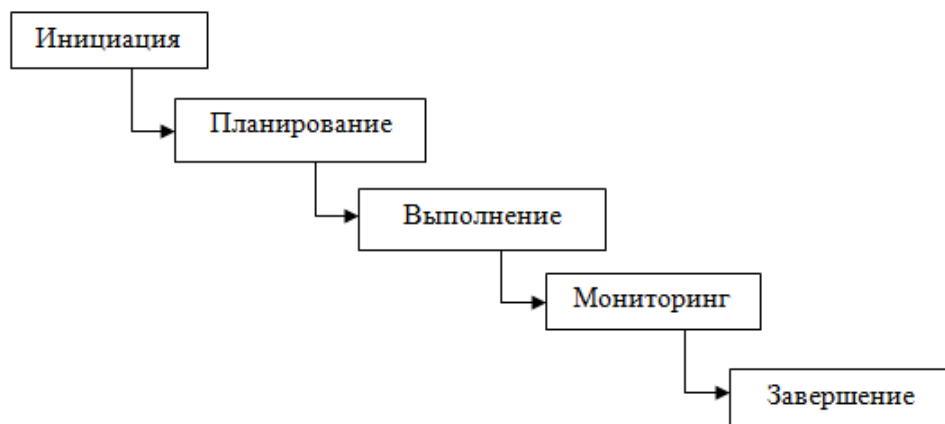 Инициация
Планирование
Выполнение
Мониторинг
Завершение